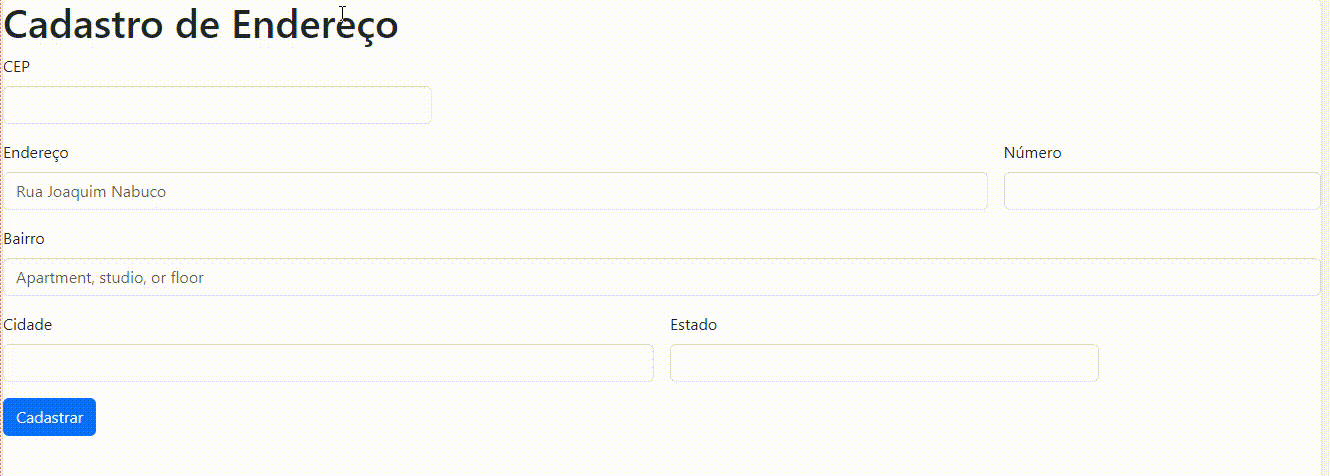 Cadastro de Endereço
CEP
Endereço Número
Rua Joaquim Nabuco
Bairro
Apartment, studio, or floor
Cidade Estado
Cadastrar